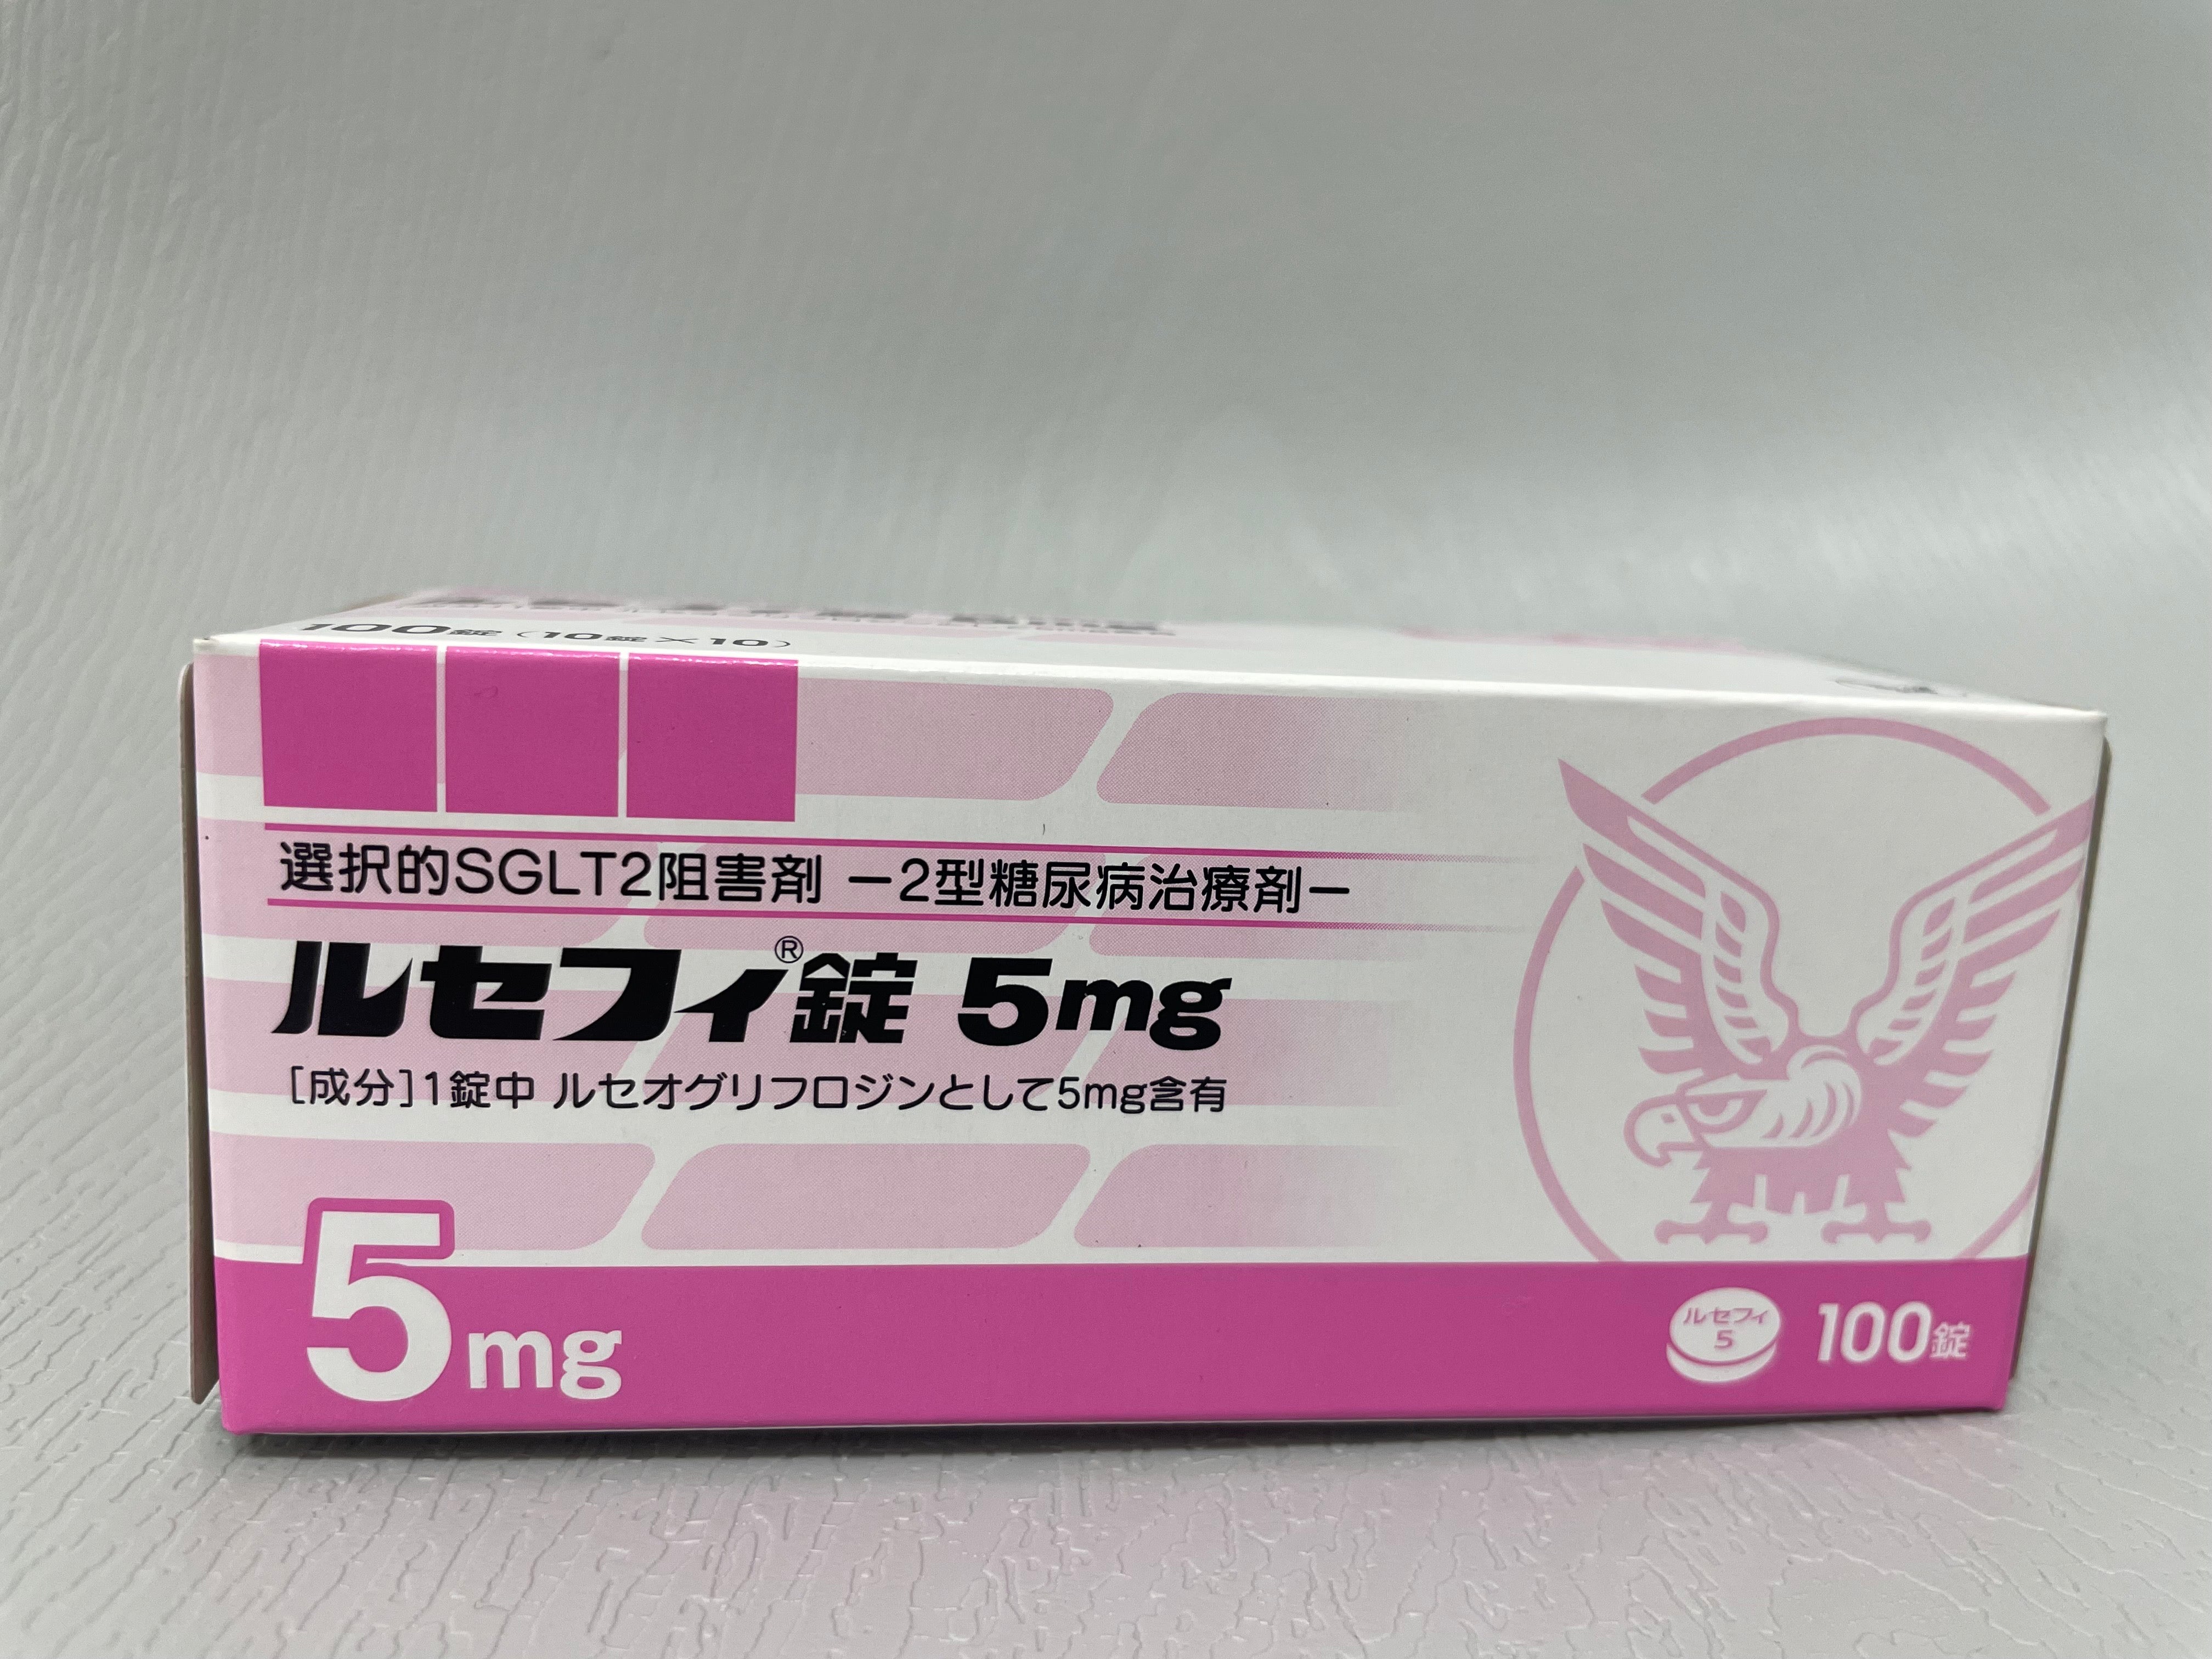 100錠(10錠×10)
選択的SGLT2阻害剤 −2型糖尿病治療剤−
ルセフィ®錠 5mg
[成分]1錠中 ルセオグリフロジンとして5mg含有
5mg
ルセフィ
5
100錠